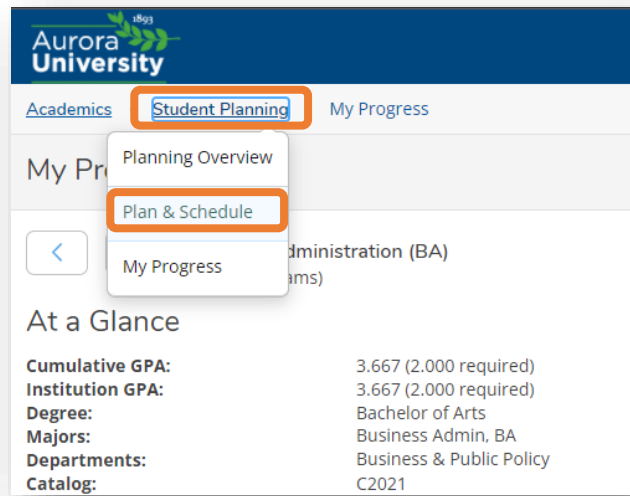 1893
Aurora
University
Academics Student Planning My Progress
My Pr
Planning Overview
Plan & Schedule
My Progress
dministration (BA)
ams)
At a Glance
Cumulative GPA: 3.667 (2.000 required)
Institution GPA: 3.667 (2.000 required)
Degree: Bachelor of Arts
Majors: Business Admin, BA
Departments: Business & Public Policy
Catalog: C2021